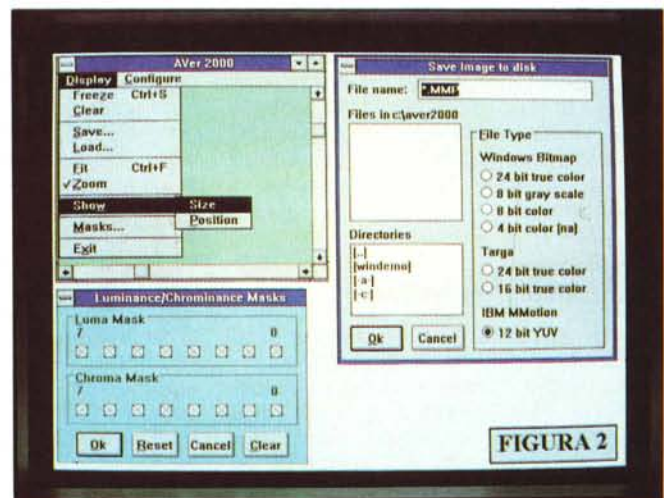 AVer 2000
Display Configure
Freeze Ctrl+S
Clear
Save...
Load...
Fit Ctrl+F
√Zoom
Show
Size
Position
Masks...
Exit
Luminance/Chrominance Masks
Luma Mask
7 0
Chroma Mask
7 0
Ok Reset Cancel Clear
Save Image to disk
File name: *.MMP
Files in c:\aver2000
Directories
[..]
[windemo]
[-a-]
[-c-]
File Type
Windows Bitmap
24 bit true color
8 bit gray scale
8 bit color
4 bit color [na]
Targa
24 bit true color
16 bit true color
IBM MMotion
12 bit YUV
Ok Cancel
FIGURA 2